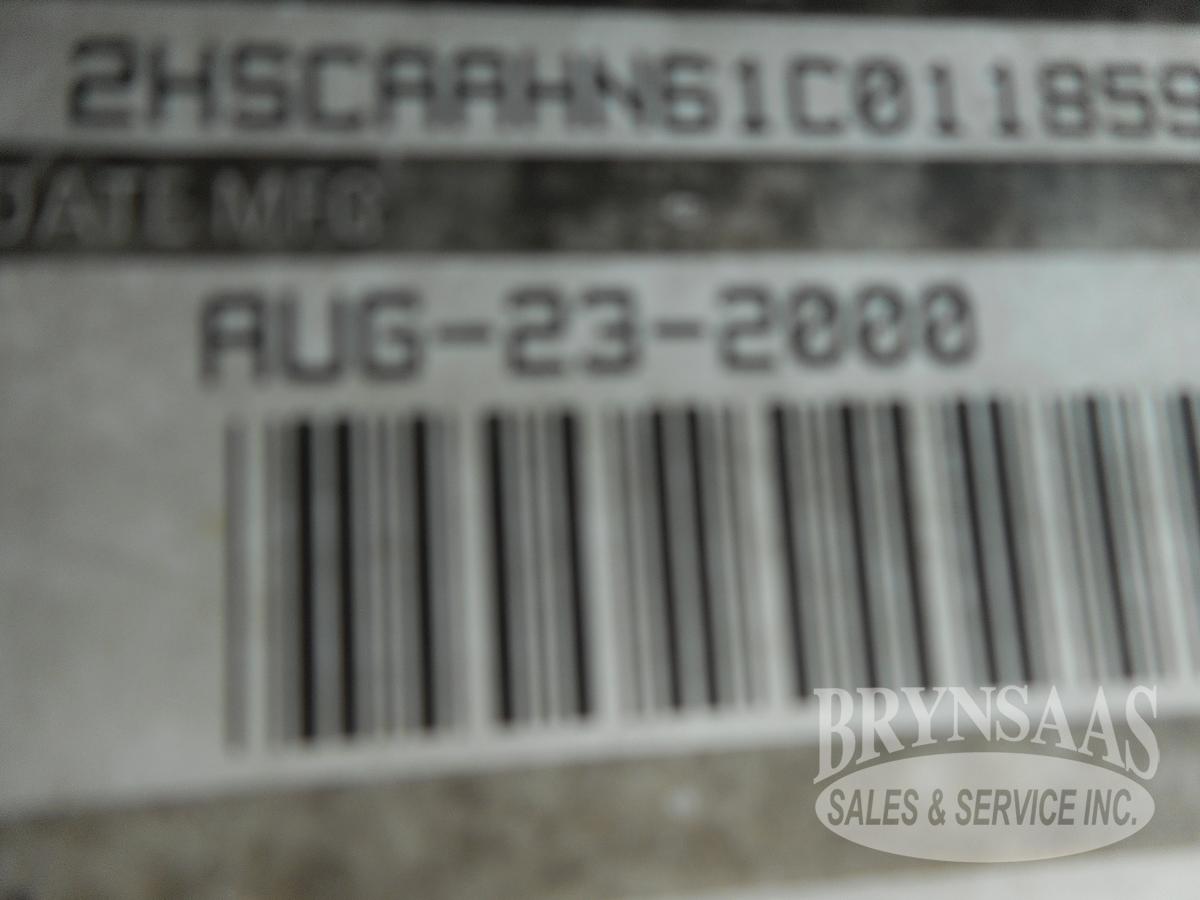 2HSCAAHN61C011859
DATE MFG
AUG-23-2000
BRYNSAAS
SALES & SERVICE INC.